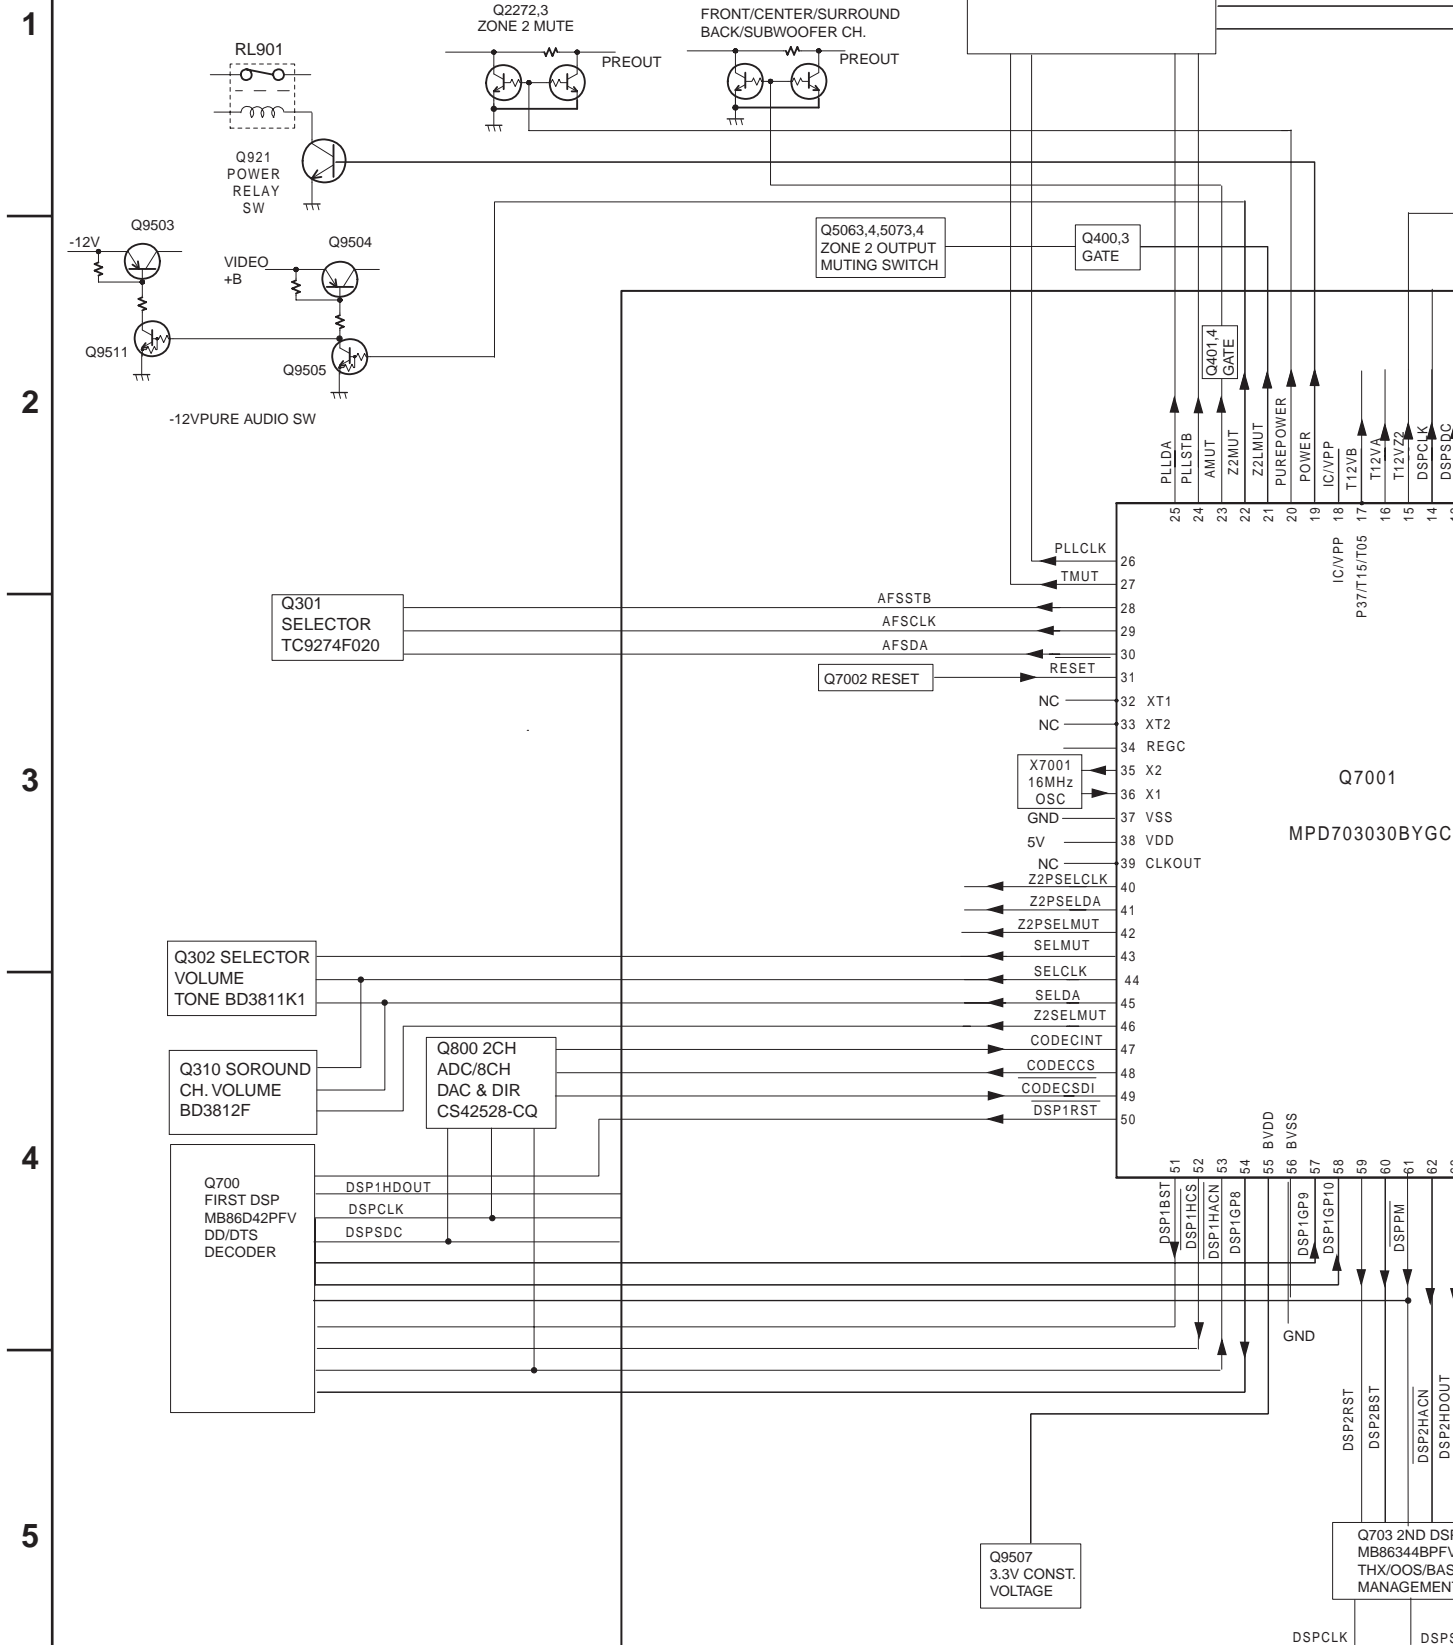 1
2
3
4
5
Q2272,3
ZONE 2 MUTE
PREOUT
FRONT/CENTER/SURROUND
BACK/SUBWOOFER CH.
PREOUT
RL901
Q921
POWER
RELAY
SW
Q9503
-12V
Q9504
VIDEO
+B
Q9511
Q9505
-12VPURE AUDIO SW
Q5063,4,5073,4
ZONE 2 OUTPUT
MUTING SWITCH
Q400,3
GATE
Q401,4
GATE
PLLDA
PLLSTB
AMUT
Z2MUT
Z2LMUT
PUREPOWER
POWER
IC/VPP
T12VB
T12VA
T12VZ2
DSPCLK
DSPSDC
25
24
23
22
21
20
19
18
17
16
15
14
IC/VPP
P37/T15/T05
PLLCLK
26
TMUT
27
Q301
SELECTOR
TC9274F020
AFSSTB
28
AFSCLK
29
AFSDA
30
Q7002 RESET
RESET
31
NC
32 XT1
NC
33 XT2
34 REGC
X7001
16MHz
OSC
35 X2
36 X1
GND
37 VSS
5V
38 VDD
NC
39 CLKOUT
Q7001
MPD703030BYGC
Z2PSELCLK
40
Z2PSELDA
41
Z2PSELMUT
42
SELMUT
43
SELCLK
44
SELDA
45
Z2SELMUT
46
CODECINT
47
CODECCS
48
CODECSDI
49
DSP1RST
50
Q302 SELECTOR
VOLUME
TONE BD3811K1
Q310 SOROUND
CH. VOLUME
BD3812F
Q800 2CH
ADC/8CH
DAC & DIR
CS42528-CQ
Q700
FIRST DSP
MB86D42PFV
DD/DTS
DECODER
DSP1HDOUT
DSPCLK
DSPSDC
BVDD
BVSS
51
52
53
54
55
56
57
58
59
60
61
62
DSP1BST
DSP1HCS
DSP1HACN
DSP1GP8
DSP1GP9
DSP1GP10
DSPPM
GND
DSP2RST
DSP2BST
DSP2HACN
DSP2HDOUT
Q9507
3.3V CONST.
VOLTAGE
Q703 2ND DS
MB86344BPFV
THX/OOS/BAS
MANAGEMEN
DSPCLK
DSPS